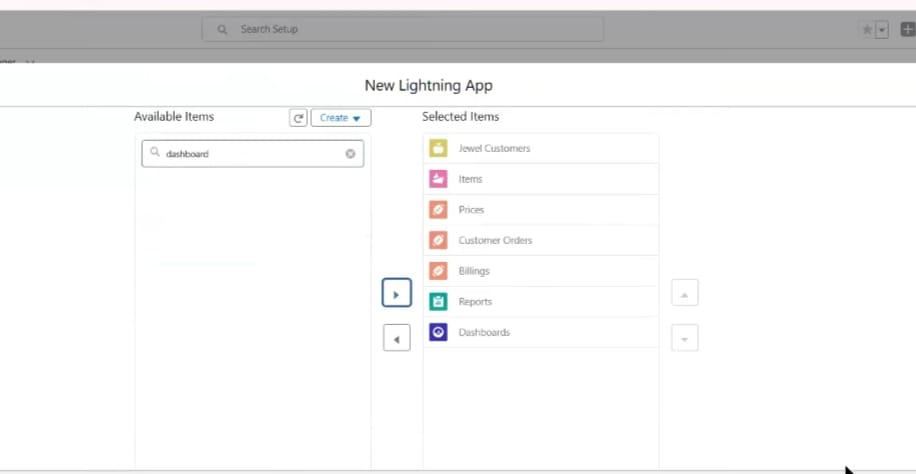 Search Setup
New Lightning App
Available Items
Create
Selected Items
dashboard
Jewel Customers
Items
Prices
Customer Orders
Billings
Reports
Dashboards